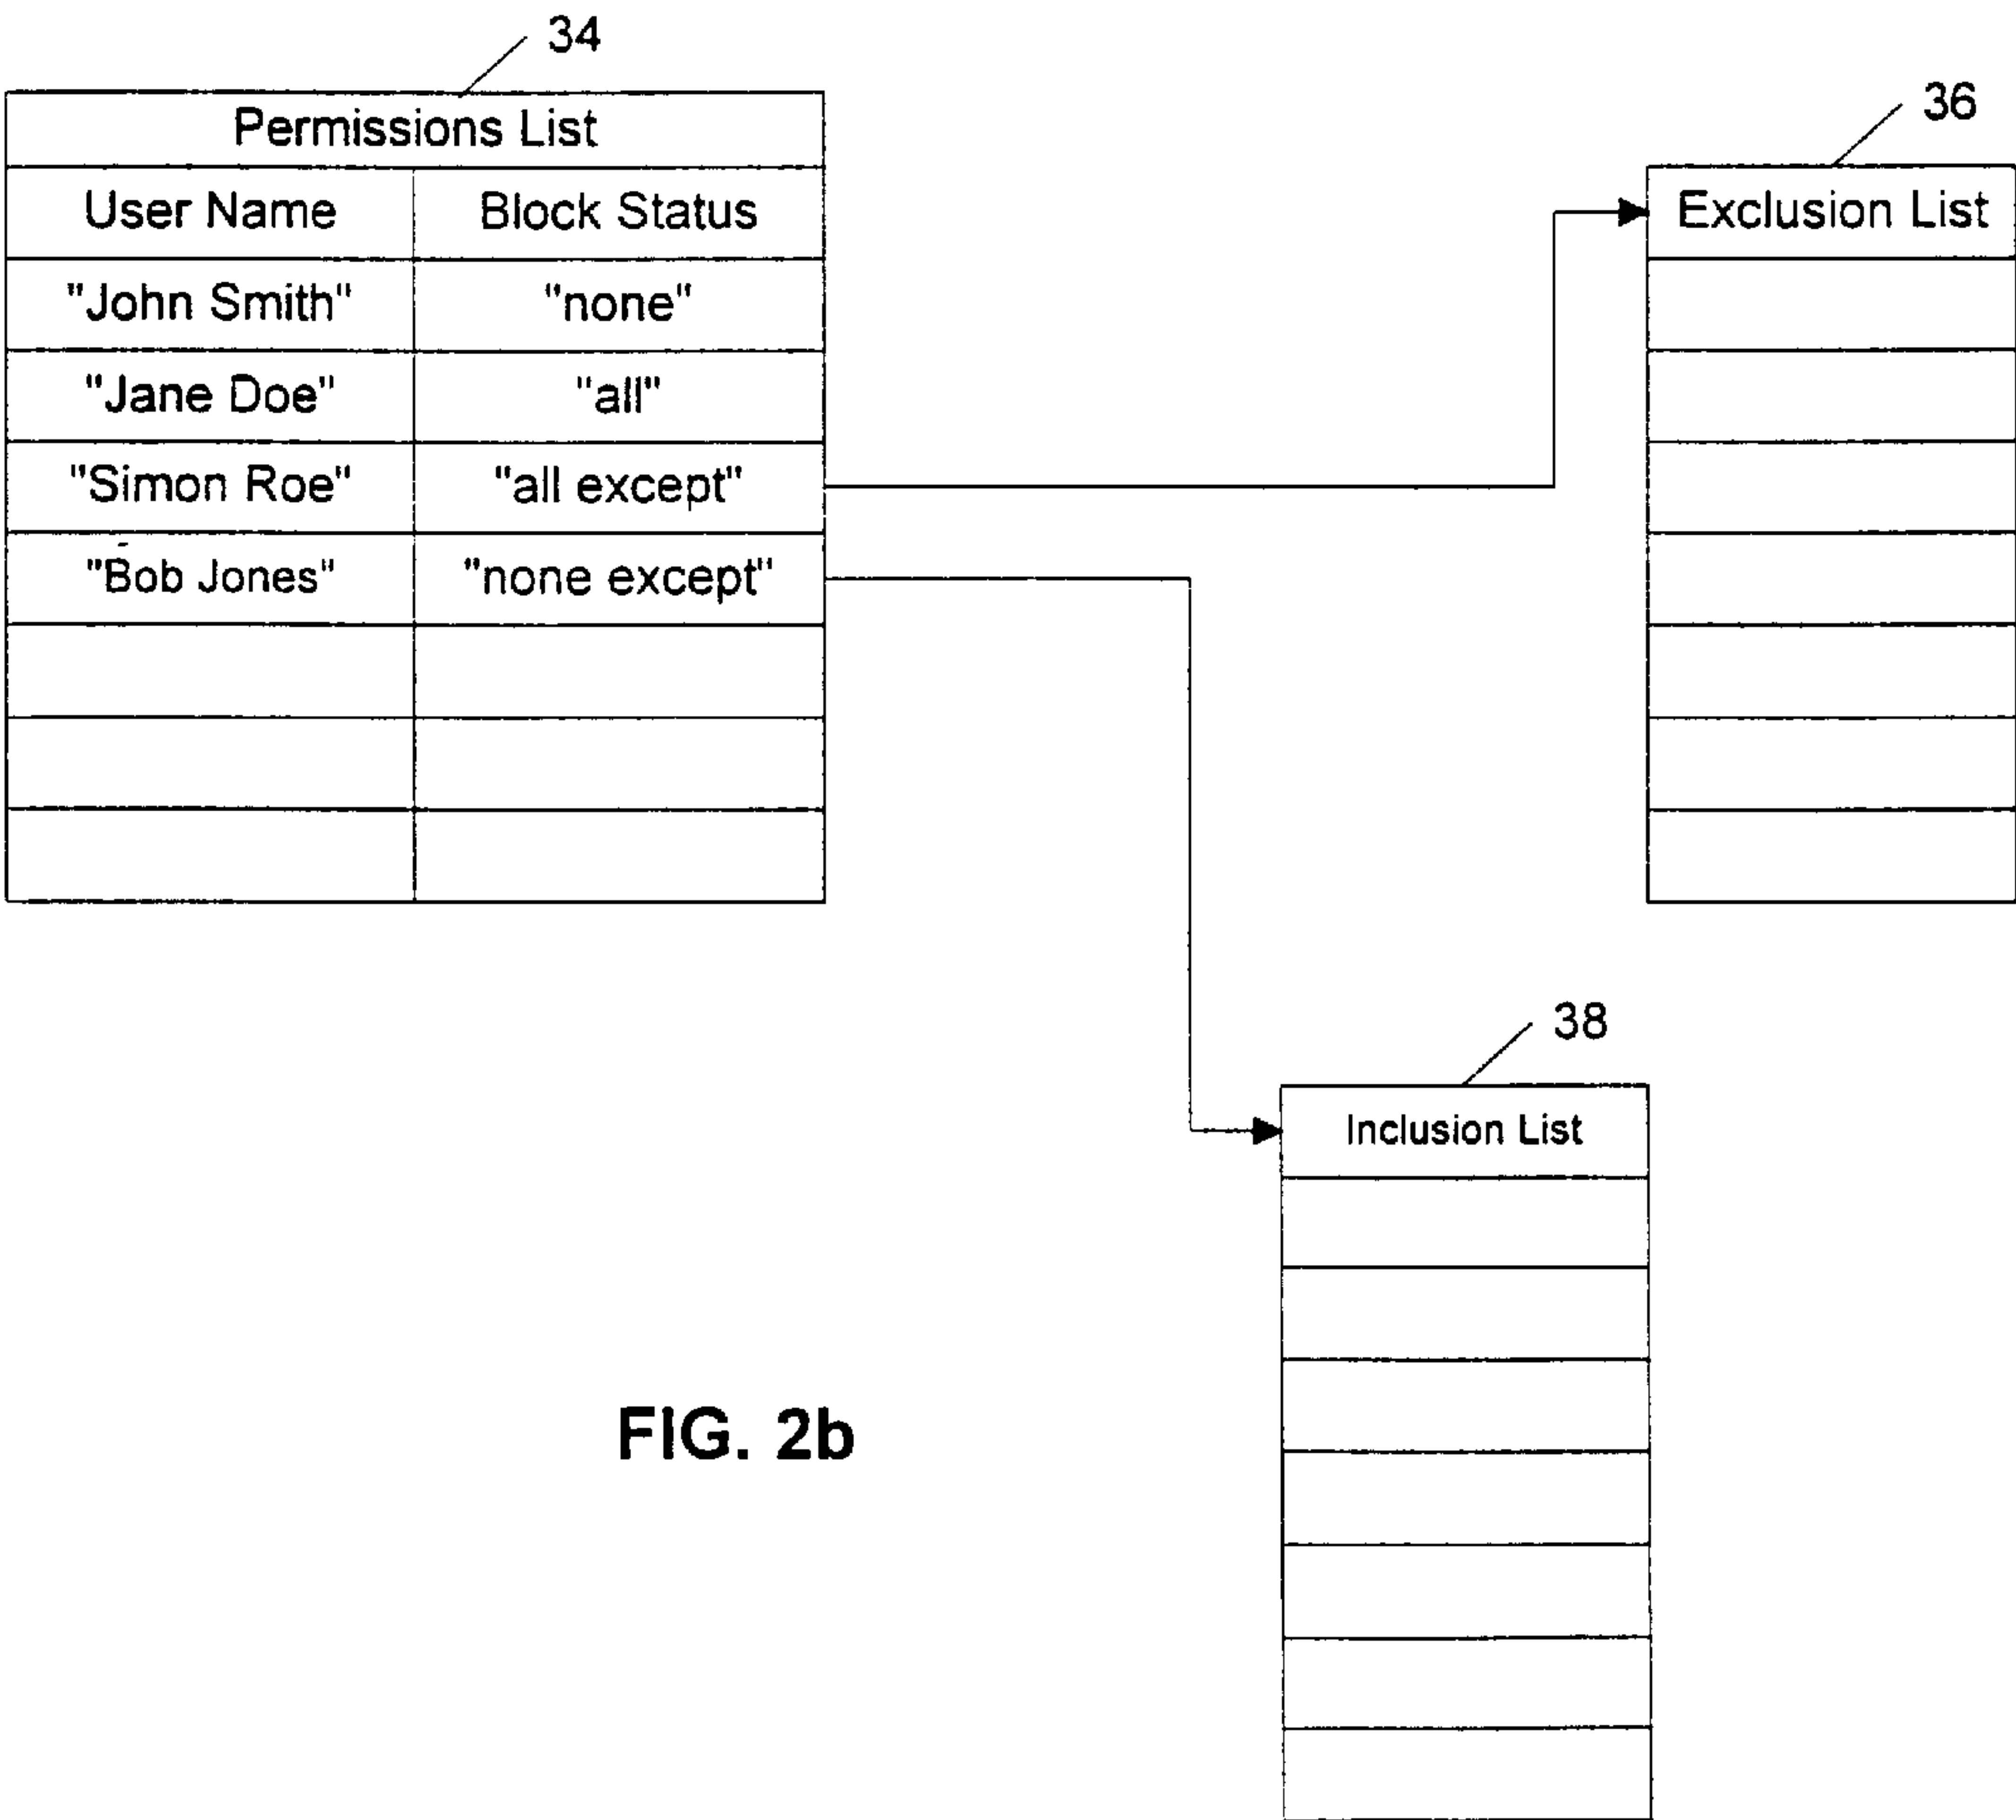 34
Permissions List
User Name Block Status
"John Smith" "none"
"Jane Doe" "all"
"Simon Roe" "all except"
"Bob Jones" "none except"
36
Exclusion List
38
Inclusion List
FIG. 2b